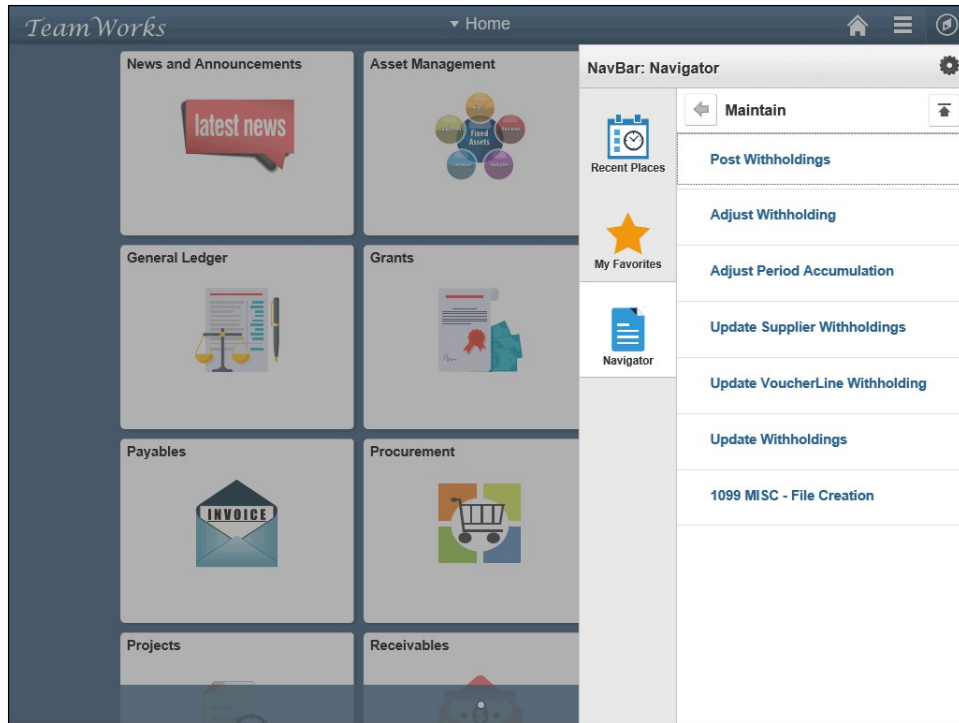 TeamWorks
Home
News and Announcements
latest news
Asset Management
Fixed
Assets
General Ledger
Grants
Payables
INVOICE
Procurement
Projects
Receivables
NavBar: Navigator
Recent Places
My Favorites
Navigator
Maintain
Post Withholdings
Adjust Withholding
Adjust Period Accumulation
Update Supplier Withholdings
Update VoucherLine Withholding
Update Withholdings
1099 MISC - File Creation